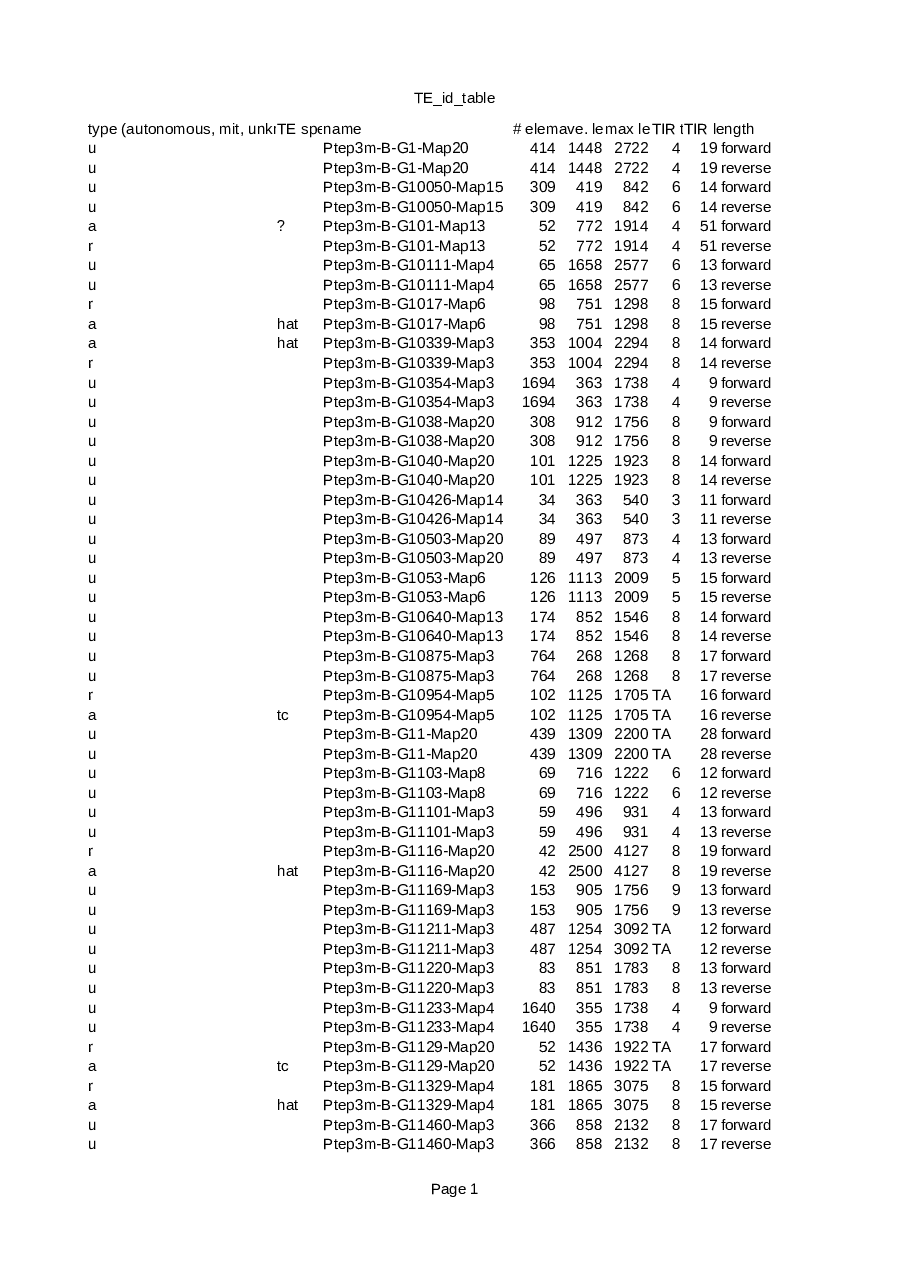 TE_id_table
type (autonomous, mit, unkn TE spe name # elem ave. le max le TIR t TIR length
u Ptep3m-B-G1-Map20 414 1448 2722 4 19 forward
u Ptep3m-B-G1-Map20 414 1448 2722 4 19 reverse
u Ptep3m-B-G10050-Map15 309 419 842 6 14 forward
u Ptep3m-B-G10050-Map15 309 419 842 6 14 reverse
a ? Ptep3m-B-G101-Map13 52 772 1914 4 51 forward
r Ptep3m-B-G101-Map13 52 772 1914 4 51 reverse
u Ptep3m-B-G10111-Map4 65 1658 2577 6 13 forward
u Ptep3m-B-G10111-Map4 65 1658 2577 6 13 reverse
r Ptep3m-B-G1017-Map6 98 751 1298 8 15 forward
a hat Ptep3m-B-G1017-Map6 98 751 1298 8 15 reverse
a hat Ptep3m-B-G10339-Map3 353 1004 2294 8 14 forward
r Ptep3m-B-G10339-Map3 353 1004 2294 8 14 reverse
u Ptep3m-B-G10354-Map3 1694 363 1738 4 9 forward
u Ptep3m-B-G10354-Map3 1694 363 1738 4 9 reverse
u Ptep3m-B-G1038-Map20 308 912 1756 8 9 forward
u Ptep3m-B-G1038-Map20 308 912 1756 8 9 reverse
u Ptep3m-B-G1040-Map20 101 1225 1923 8 14 forward
u Ptep3m-B-G1040-Map20 101 1225 1923 8 14 reverse
u Ptep3m-B-G10426-Map14 34 363 540 3 11 forward
u Ptep3m-B-G10426-Map14 34 363 540 3 11 reverse
u Ptep3m-B-G10503-Map20 89 497 873 4 13 forward
u Ptep3m-B-G10503-Map20 89 497 873 4 13 reverse
u Ptep3m-B-G1053-Map6 126 1113 2009 5 15 forward
u Ptep3m-B-G1053-Map6 126 1113 2009 5 15 reverse
u Ptep3m-B-G10640-Map13 174 852 1546 8 14 forward
u Ptep3m-B-G10640-Map13 174 852 1546 8 14 reverse
u Ptep3m-B-G10875-Map3 764 268 1268 8 17 forward
u Ptep3m-B-G10875-Map3 764 268 1268 8 17 reverse
r Ptep3m-B-G10954-Map5 102 1125 1705 TA 16 forward
a tc Ptep3m-B-G10954-Map5 102 1125 1705 TA 16 reverse
u Ptep3m-B-G11-Map20 439 1309 2200 TA 28 forward
u Ptep3m-B-G11-Map20 439 1309 2200 TA 28 reverse
u Ptep3m-B-G1103-Map8 69 716 1222 6 12 forward
u Ptep3m-B-G1103-Map8 69 716 1222 6 12 reverse
u Ptep3m-B-G11101-Map3 59 496 931 4 13 forward
u Ptep3m-B-G11101-Map3 59 496 931 4 13 reverse
r Ptep3m-B-G1116-Map20 42 2500 4127 8 19 forward
a hat Ptep3m-B-G1116-Map20 42 2500 4127 8 19 reverse
u Ptep3m-B-G11169-Map3 153 905 1756 9 13 forward
u Ptep3m-B-G11169-Map3 153 905 1756 9 13 reverse
u Ptep3m-B-G11211-Map3 487 1254 3092 TA 12 forward
u Ptep3m-B-G11211-Map3 487 1254 3092 TA 12 reverse
u Ptep3m-B-G11220-Map3 83 851 1783 8 13 forward
u Ptep3m-B-G11220-Map3 83 851 1783 8 13 reverse
u Ptep3m-B-G11233-Map4 1640 355 1738 4 9 forward
u Ptep3m-B-G11233-Map4 1640 355 1738 4 9 reverse
r Ptep3m-B-G1129-Map20 52 1436 1922 TA 17 forward
a tc Ptep3m-B-G1129-Map20 52 1436 1922 TA 17 reverse
r Ptep3m-B-G11329-Map4 181 1865 3075 8 15 forward
a hat Ptep3m-B-G11329-Map4 181 1865 3075 8 15 reverse
u Ptep3m-B-G11460-Map3 366 858 2132 8 17 forward
u Ptep3m-B-G11460-Map3 366 858 2132 8 17 reverse
Page 1